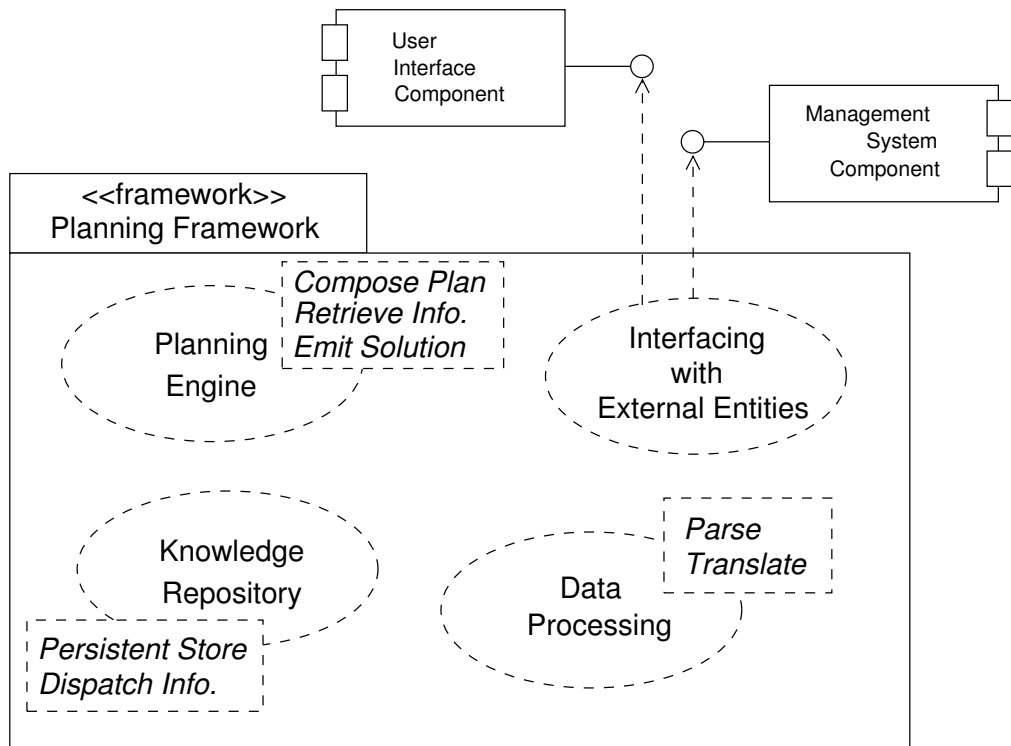 User
Interface
Component
Management
System
Component
<<framework>>
Planning Framework
Compose Plan
Retrieve Info.
Emit Solution
Planning
Engine
Interfacing
with
External Entities
Knowledge
Repository
Persistent Store
Dispatch Info.
Parse
Translate
Data
Processing